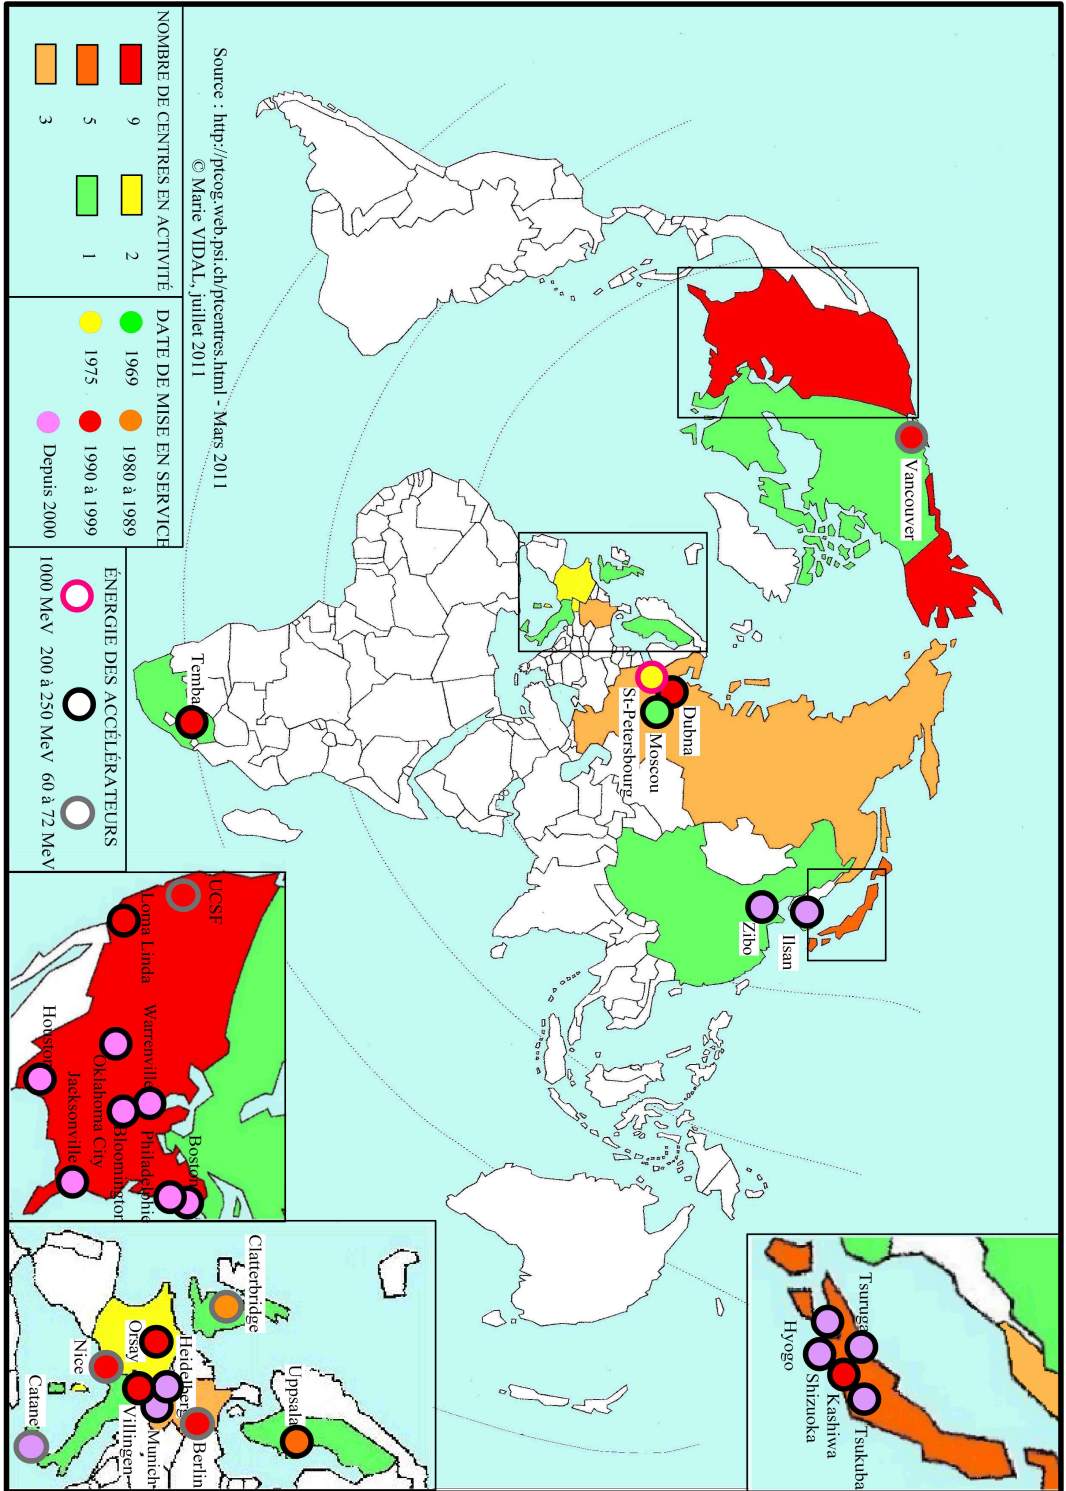 Source : http://ptcog.web.psi.ch/ptcentres.html - Mars 2011
© Marie VIDAL, juillet 2011
NOMBRE DE CENTRES EN ACTIVITÉ
9
2
5
1
3
DATE DE MISE EN SERVICE
1969
1980 à 1989
1975
1990 à 1999
Depuis 2000
ÉNERGIE DES ACCÉLÉRATEURS
1000 MeV 200 à 250 MeV 60 à 72 MeV
Vancouver
Dubna
Moscou
St-Petersbourg
Temba
Ilsan
Zibo
UCSF
Loma Linda
Warrenville
Houston
Oklahoma City
Jacksonville
Bloomington
Philadelphie
Boston
Clatterbridge
Uppsala
Orsay
Heidelberg
Nice
Berlin
Munich
Villingen
Catane
Tsuruga
Hyogo
Shizuoka
Kashiwa
Tsukuba